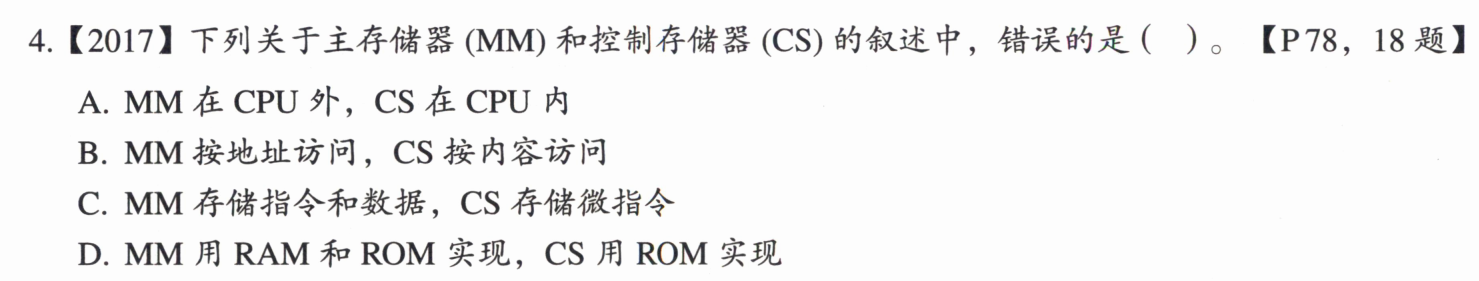 4.【2017】下列关于主存储器 (MM) 和控制存储器 (CS) 的叙述中，错误的是 (　)。【P78，18 题】
A. MM 在 CPU 外，CS 在 CPU 内
B. MM 按地址访问，CS 按内容访问
C. MM 存储指令和数据，CS 存储微指令
D. MM 用 RAM 和 ROM 实现，CS 用 ROM 实现